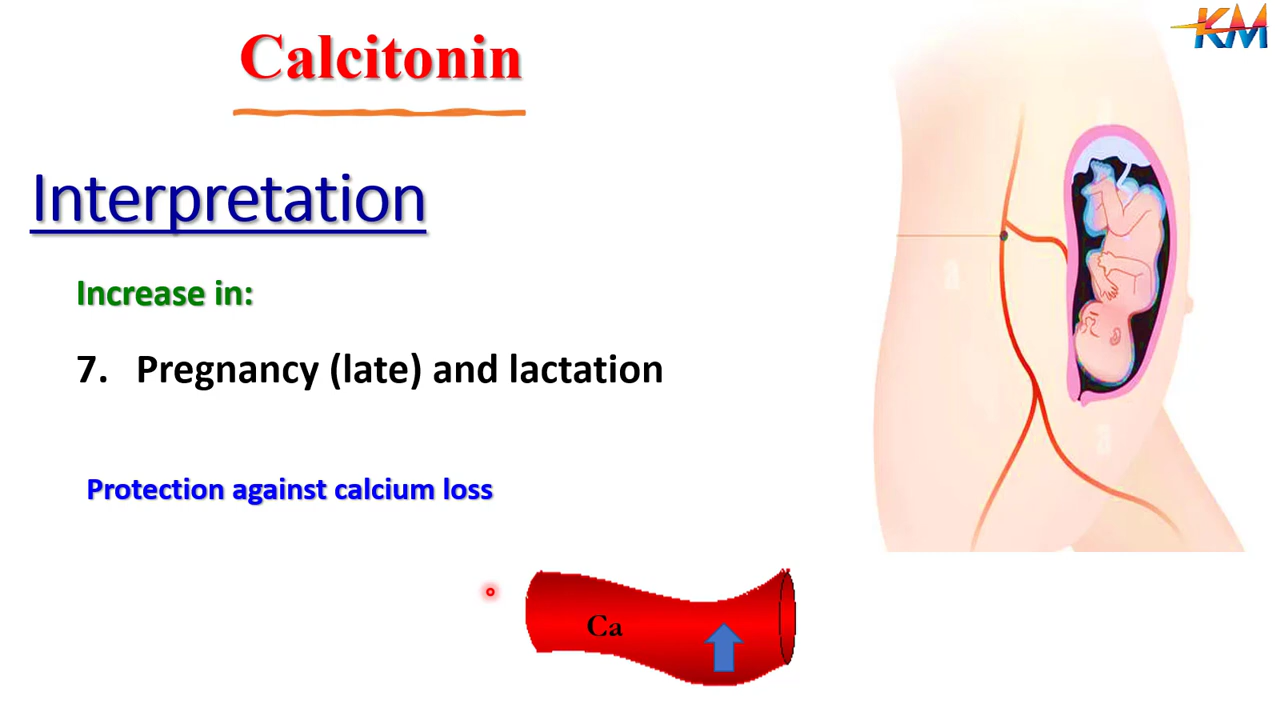 Calcitonin
KM
Interpretation
Increase in:
7. Pregnancy (late) and lactation
Protection against calcium loss
Ca